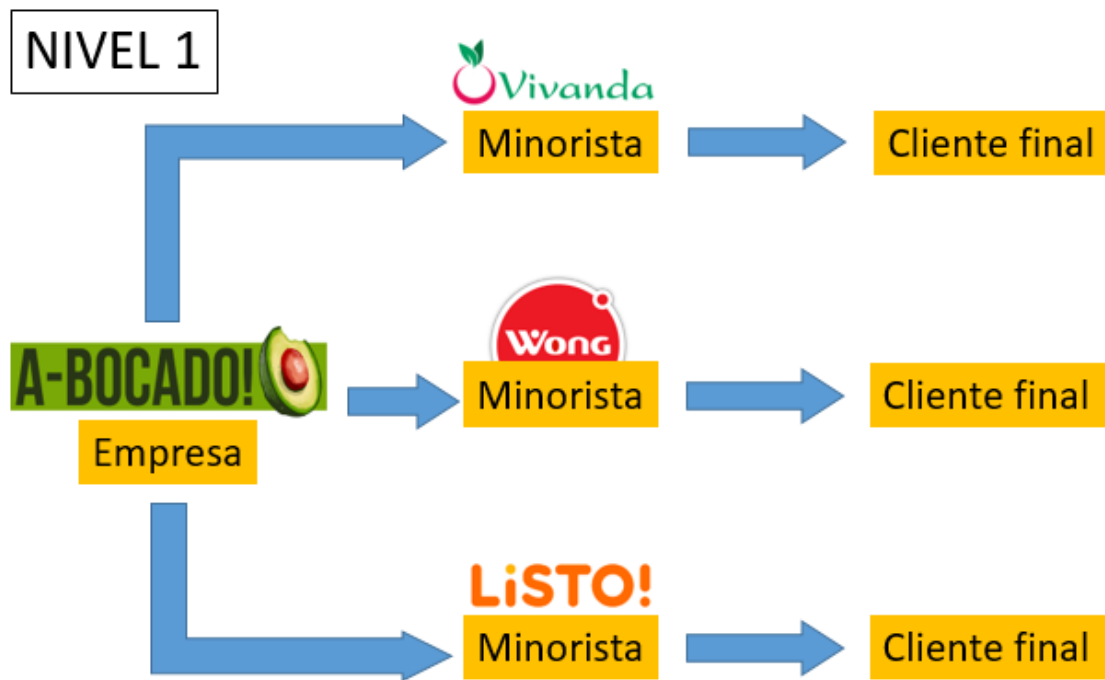 NIVEL 1
Vivanda
Minorista
Cliente final
Wong
A-BOCADO!
Minorista
Cliente final
Empresa
LiSTO!
Minorista
Cliente final